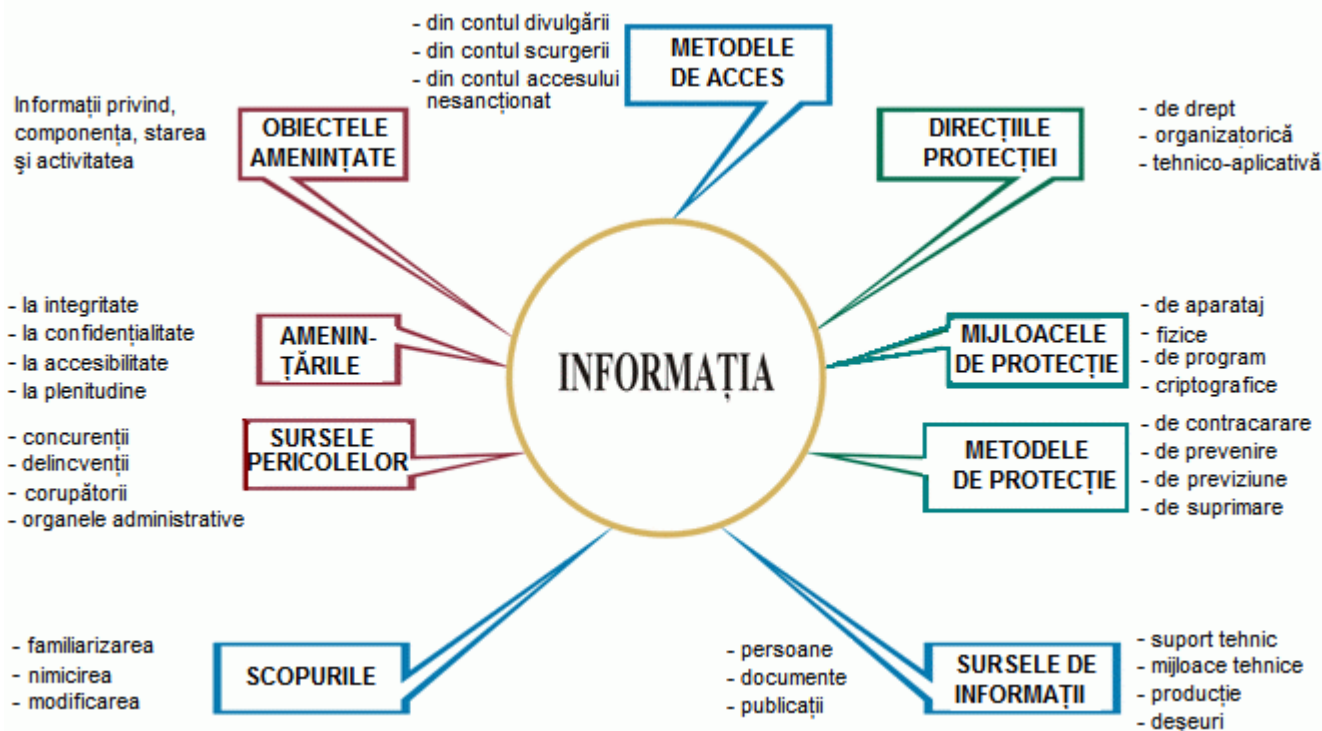 - din contul divulgării
- din contul scurgerii
- din contul accesului
nesancționat
METODELE
DE ACCES
Informații privind,
componența, starea
şi activitatea
OBIECTELE
AMENINȚATE
DIRECȚIILE
PROTECȚIEI
- de drept
- organizatorică
- tehnico-aplicativă
- la integritate
- la confidențialitate
- la accesibilitate
- la plenitudine
AMENIN-
ȚĂRILE
INFORMAȚIA
MIJLOACELE
DE PROTECȚIE
- de aparataj
- fizice
- de program
- criptografice
- concurenții
- delincvenții
- corupătorii
- organele administrative
SURSELE
PERICOLELOR
METODELE
DE PROTECȚIE
- de contracarare
- de prevenire
- de previziune
- de suprimare
- familiarizarea
- nimicirea
- modificarea
SCOPURILE
- persoane
- documente
- publicații
SURSELE DE
INFORMAȚII
- suport tehnic
- mijloace tehnice
- producție
- deșeuri